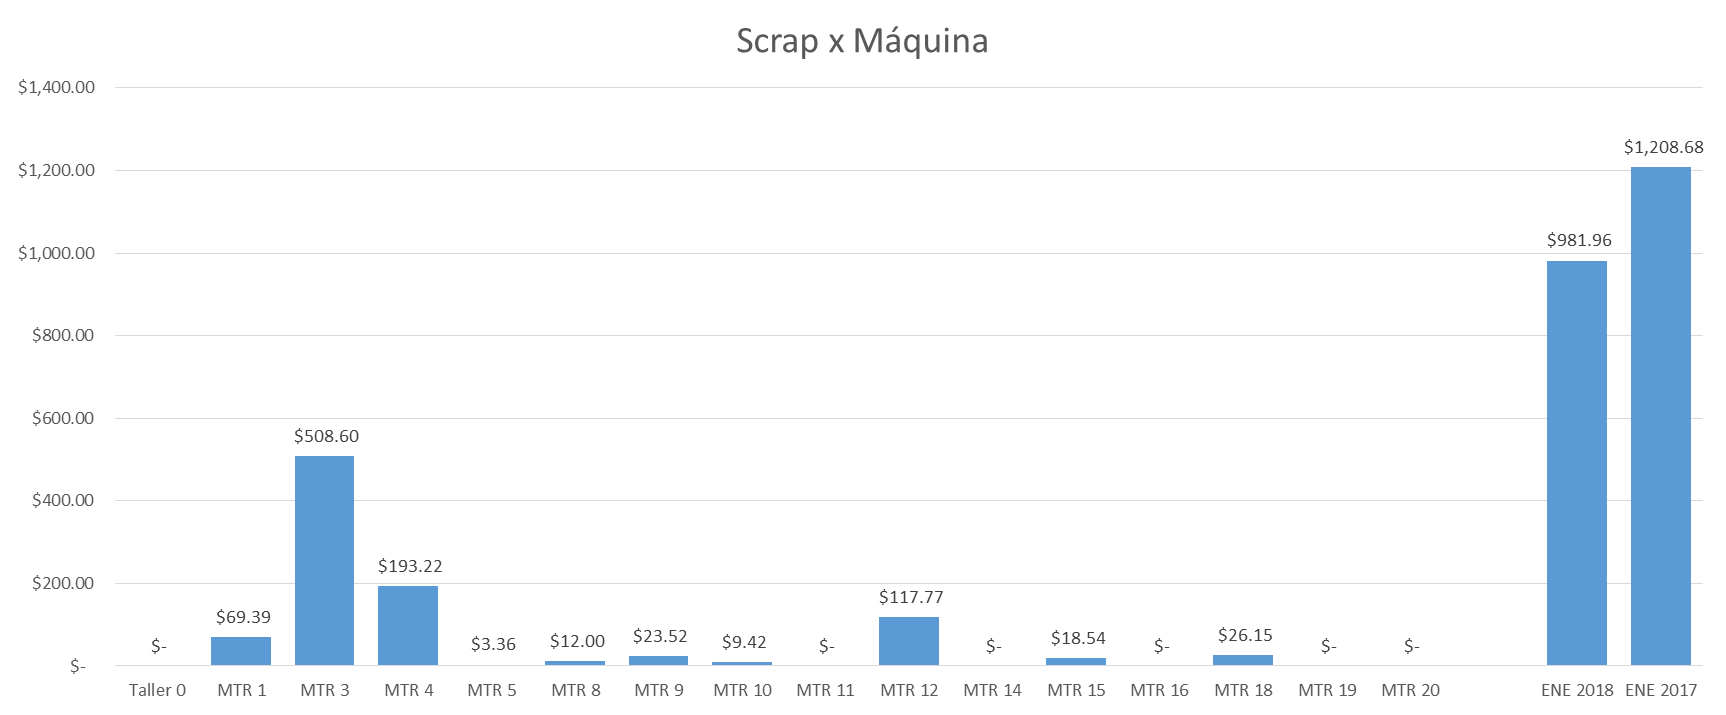 Scrap x Máquina
$1,400.00
$1,200.00
$1,000.00
$800.00
$600.00
$400.00
$200.00
$-
$-
$69.39
$508.60
$193.22
$3.36
$12.00
$23.52
$9.42
$-
$117.77
$-
$18.54
$-
$26.15
$-
$-
$981.96
$1,208.68
Taller 0
MTR 1
MTR 3
MTR 4
MTR 5
MTR 8
MTR 9
MTR 10
MTR 11
MTR 12
MTR 14
MTR 15
MTR 16
MTR 18
MTR 19
MTR 20
ENE 2018
ENE 2017